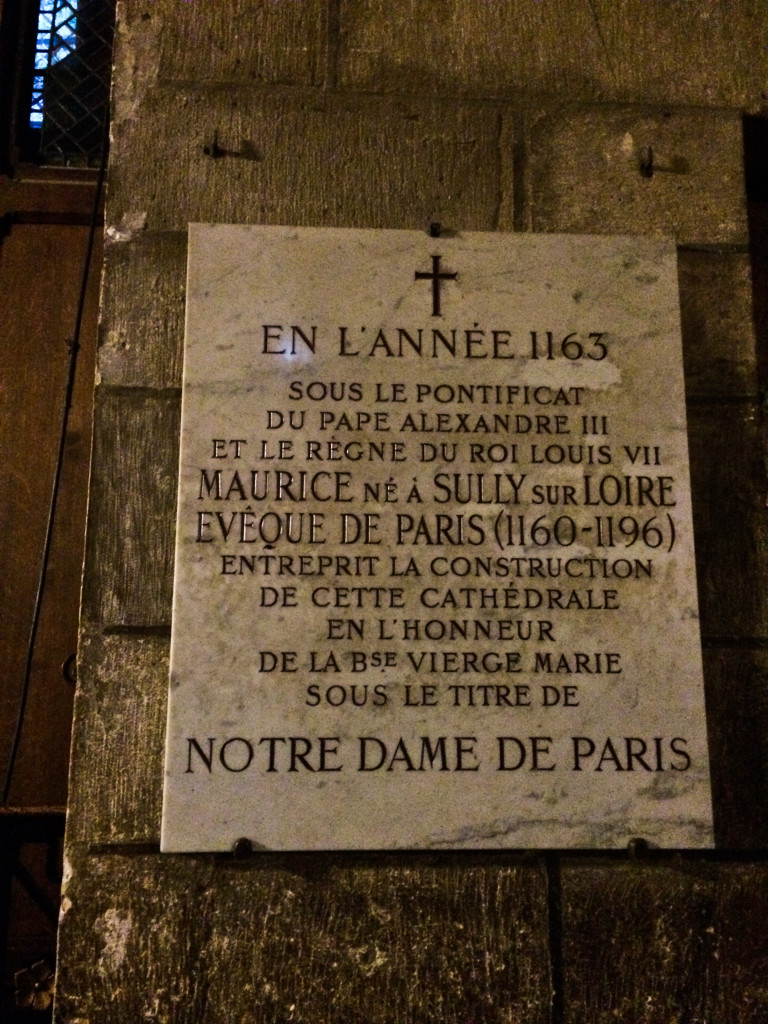 EN L'ANNÉE 1163
SOUS LE PONTIFICAT
DU PAPE ALEXANDRE III
ET LE RÈGNE DU ROI LOUIS VII
MAURICE NÉ À SULLY SUR LOIRE
EVÊQUE DE PARIS (1160-1196)
ENTREPRIT LA CONSTRUCTION
DE CETTE CATHÉDRALE
EN L'HONNEUR
DE LA BSE VIERGE MARIE
SOUS LE TITRE DE
NOTRE DAME DE PARIS